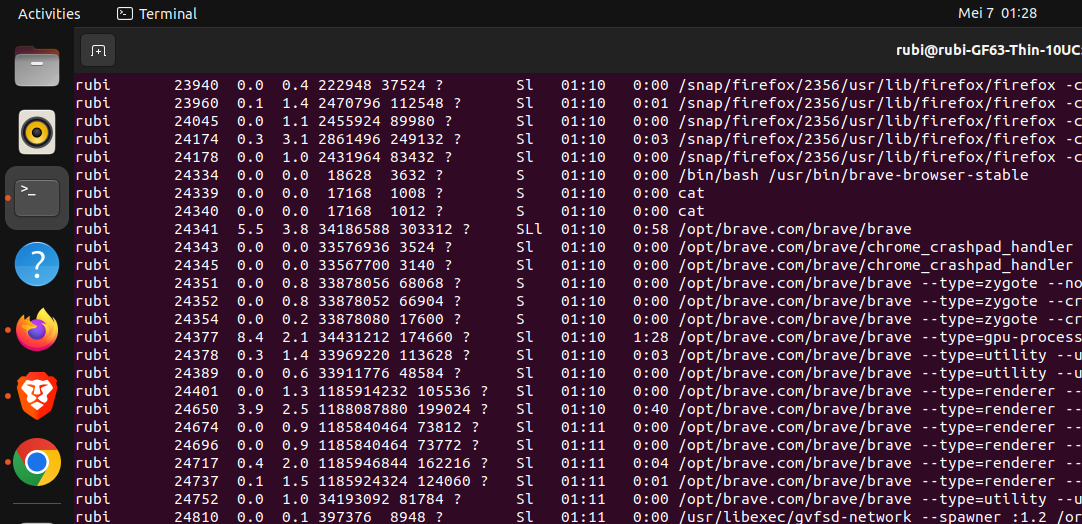 Activities Terminal Mei 7 01:28
rubi@rubi-GF63-Thin-10UC:
rubi 23940 0.0 0.4 222948 37524 ? Sl 01:10 0:00 /snap/firefox/2356/usr/lib/firefox/firefox -c
rubi 23960 0.1 1.4 2470796 112548 ? Sl 01:10 0:01 /snap/firefox/2356/usr/lib/firefox/firefox -c
rubi 24045 0.0 1.1 2455924 89980 ? Sl 01:10 0:00 /snap/firefox/2356/usr/lib/firefox/firefox -c
rubi 24174 0.3 3.1 2861496 249132 ? Sl 01:10 0:03 /snap/firefox/2356/usr/lib/firefox/firefox -c
rubi 24178 0.0 1.0 2431964 83432 ? Sl 01:10 0:00 /snap/firefox/2356/usr/lib/firefox/firefox -c
rubi 24334 0.0 0.0 18628 3632 ? S 01:10 0:00 /bin/bash /usr/bin/brave-browser-stable
rubi 24339 0.0 0.0 17168 1008 ? S 01:10 0:00 cat
rubi 24340 0.0 0.0 17168 1012 ? S 01:10 0:00 cat
rubi 24341 5.5 3.8 34186588 303312 ? SLl 01:10 0:58 /opt/brave.com/brave/brave
rubi 24343 0.0 0.0 33576936 3524 ? Sl 01:10 0:00 /opt/brave.com/brave/chrome_crashpad_handler
rubi 24345 0.0 0.0 33567700 3140 ? Sl 01:10 0:00 /opt/brave.com/brave/chrome_crashpad_handler
rubi 24351 0.0 0.8 33878056 68068 ? S 01:10 0:00 /opt/brave.com/brave/brave --type=zygote --no
rubi 24352 0.0 0.8 33878052 66904 ? S 01:10 0:00 /opt/brave.com/brave/brave --type=zygote --cr
rubi 24354 0.0 0.2 33878080 17600 ? S 01:10 0:00 /opt/brave.com/brave/brave --type=zygote --cr
rubi 24377 8.4 2.1 34431212 174660 ? Sl 01:10 1:28 /opt/brave.com/brave/brave --type=gpu-process
rubi 24378 0.3 1.4 33969220 113628 ? Sl 01:10 0:03 /opt/brave.com/brave/brave --type=utility --u
rubi 24389 0.0 0.6 33911776 48584 ? Sl 01:10 0:00 /opt/brave.com/brave/brave --type=utility --u
rubi 24401 0.0 1.3 1185914232 105536 ? Sl 01:10 0:00 /opt/brave.com/brave/brave --type=renderer --
rubi 24650 3.9 2.5 1188087880 199024 ? Sl 01:10 0:40 /opt/brave.com/brave/brave --type=renderer --
rubi 24674 0.0 0.9 1185840464 73812 ? Sl 01:11 0:00 /opt/brave.com/brave/brave --type=renderer --
rubi 24696 0.0 0.9 1185840464 73772 ? Sl 01:11 0:00 /opt/brave.com/brave/brave --type=renderer --
rubi 24717 0.4 2.0 1185946844 162216 ? Sl 01:11 0:04 /opt/brave.com/brave/brave --type=renderer --
rubi 24737 0.1 1.5 1185924324 124060 ? Sl 01:11 0:01 /opt/brave.com/brave/brave --type=renderer --
rubi 24752 0.0 1.0 34193092 81784 ? Sl 01:11 0:00 /opt/brave.com/brave/brave --type=utility --u
rubi 24810 0.0 0.1 397376 8948 ? Sl 01:11 0:00 /usr/libexec/gvfsd-network --spawner :1.2 /or